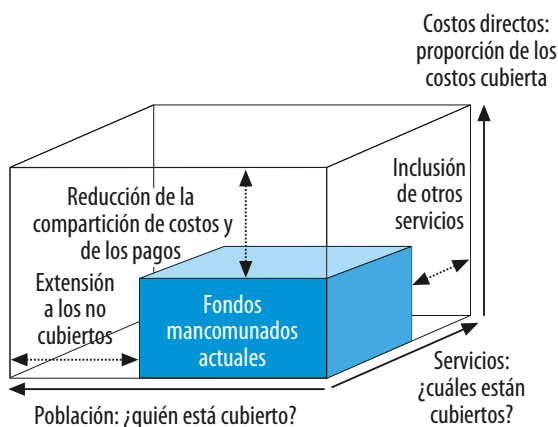 Costos directos:
proporción de los
costos cubierta
Inclusión
de otros
servicios
Reducción de la
compartición de costos y
de los pagos
Extensión
a los no
cubiertos
Fondos
mancomunados
actuales
Servicios:
¿cuáles están
cubiertos?
Población: ¿quién está cubierto?